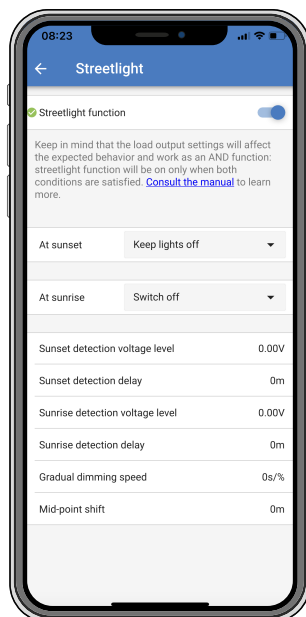 08:23
Streetlight
Streetlight function
Keep in mind that the load output settings will affect
the expected behavior and work as an AND function:
streetlight function will be on only when both
conditions are satisfied. Consult the manual to learn
more.
At sunset Keep lights off
At sunrise Switch off
Sunset detection voltage level 0.00V
Sunset detection delay 0m
Sunrise detection voltage level 0.00V
Sunrise detection delay 0m
Gradual dimming speed 0s/%
Mid-point shift 0m